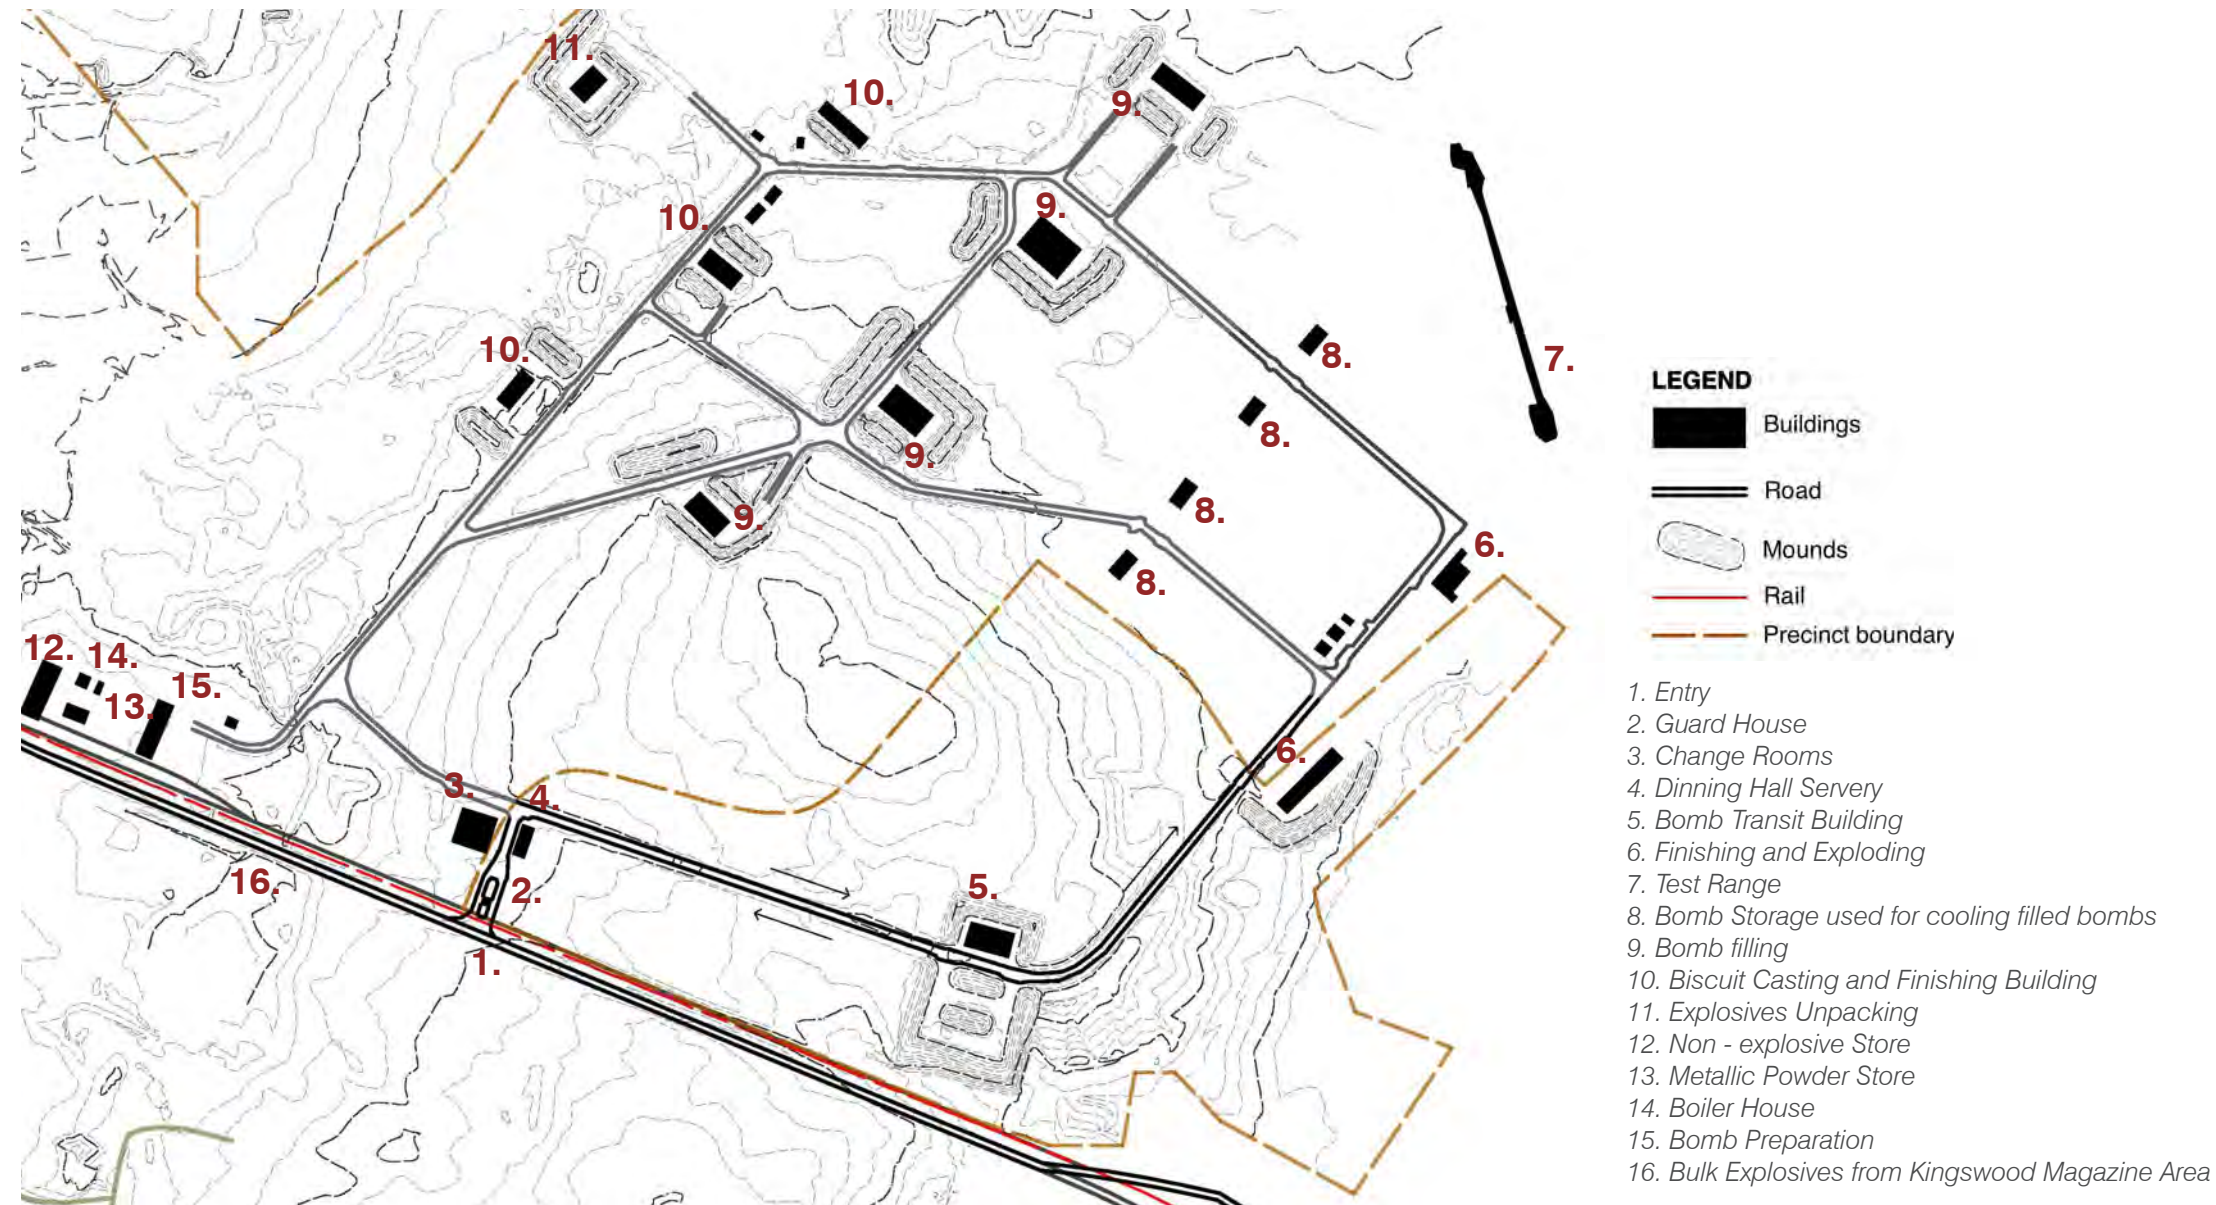 11.
10.
9.
10.
9.
10.
8.
7.
8.
9.
8.
9.
6.
8.
12.
14.
15.
13.
6.
3.
4.
16.
2.
5.
1.
LEGEND
Buildings
Road
Mounds
Rail
Precinct boundary
1. Entry
2. Guard House
3. Change Rooms
4. Dinning Hall Servery
5. Bomb Transit Building
6. Finishing and Exploding
7. Test Range
8. Bomb Storage used for cooling filled bombs
9. Bomb filling
10. Biscuit Casting and Finishing Building
11. Explosives Unpacking
12. Non - explosive Store
13. Metallic Powder Store
14. Boiler House
15. Bomb Preparation
16. Bulk Explosives from Kingswood Magazine Area